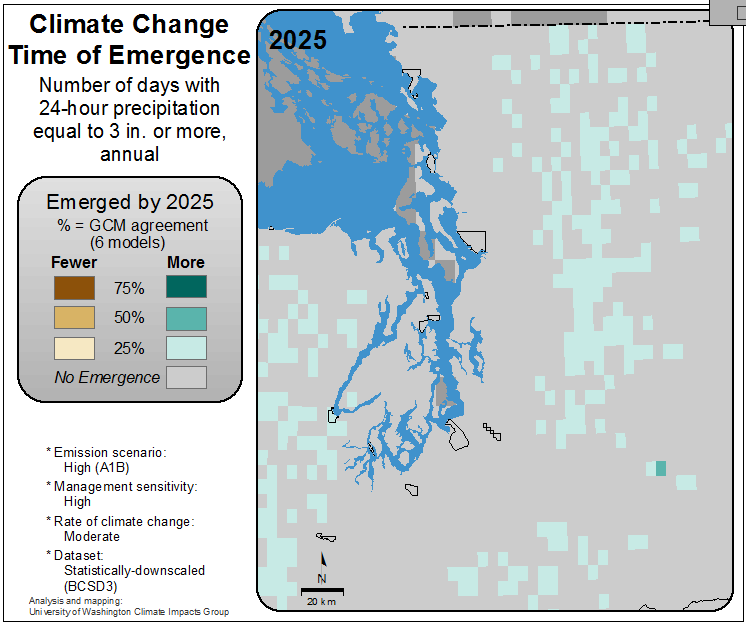 Climate Change
Time of Emergence
Number of days with
24-hour precipitation
equal to 3 in. or more,
annual
Emerged by 2025
% = GCM agreement
(6 models)
Fewer More
75%
50%
25%
No Emergence
* Emission scenario:
High (A1B)
* Management sensitivity:
High
* Rate of climate change:
Moderate
* Dataset:
Statistically-downscaled
(BCSD3)
Analysis and mapping:
University of Washington Climate Impacts Group
2025
N
20 km